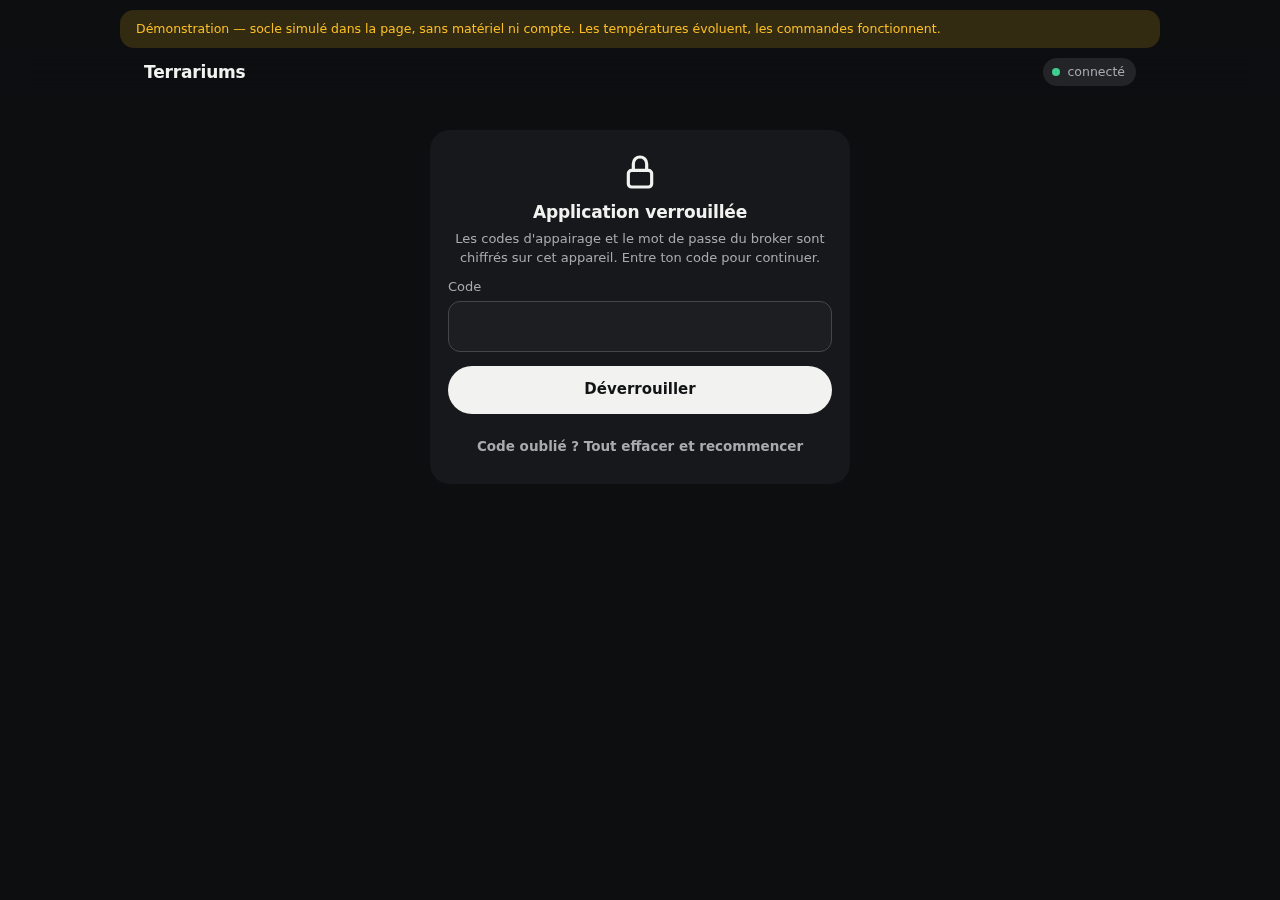 Démonstration — socle simulé dans la page, sans matériel ni compte. Les températures évoluent, les commandes fonctionnent.
Terrariums
connecté
Application verrouillée
Les codes d'appairage et le mot de passe du broker sont
chiffrés sur cet appareil. Entre ton code pour continuer.
Code
Déverrouiller
Code oublié ? Tout effacer et recommencer